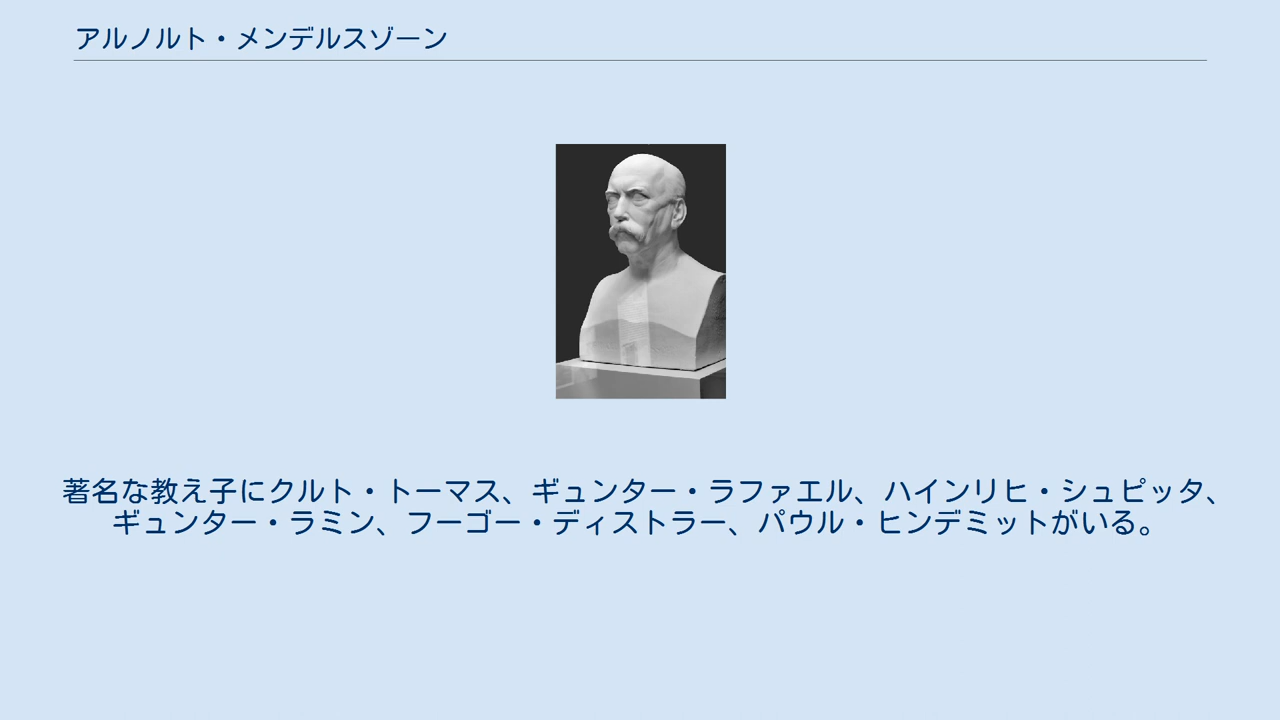 アルノルト・メンデルスゾーン
著名な教え子にクルト・トーマス、ギュンター・ラファエル、ハインリヒ・シュピッタ、
ギュンター・ラミン、フーゴー・ディストラー、パウル・ヒンデミットがいる。